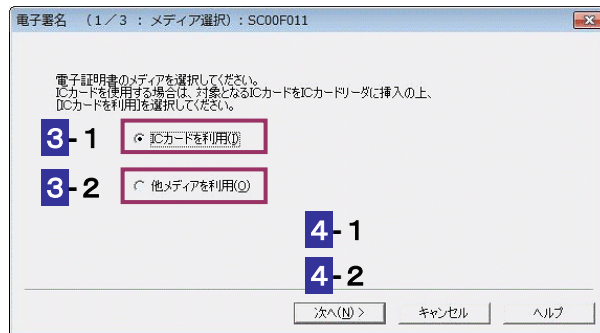 電子署名 （1／3 ： メディア選択）：SC00F011
電子証明書のメディアを選択してください。
ICカードを使用する場合は、対象となるICカードをICカードリーダに挿入の上、
[ICカードを利用]を選択してください。
3-1 ICカードを利用(I)
3-2 他メディアを利用(O)
4-1
4-2
次へ(N) > キャンセル ヘルプ